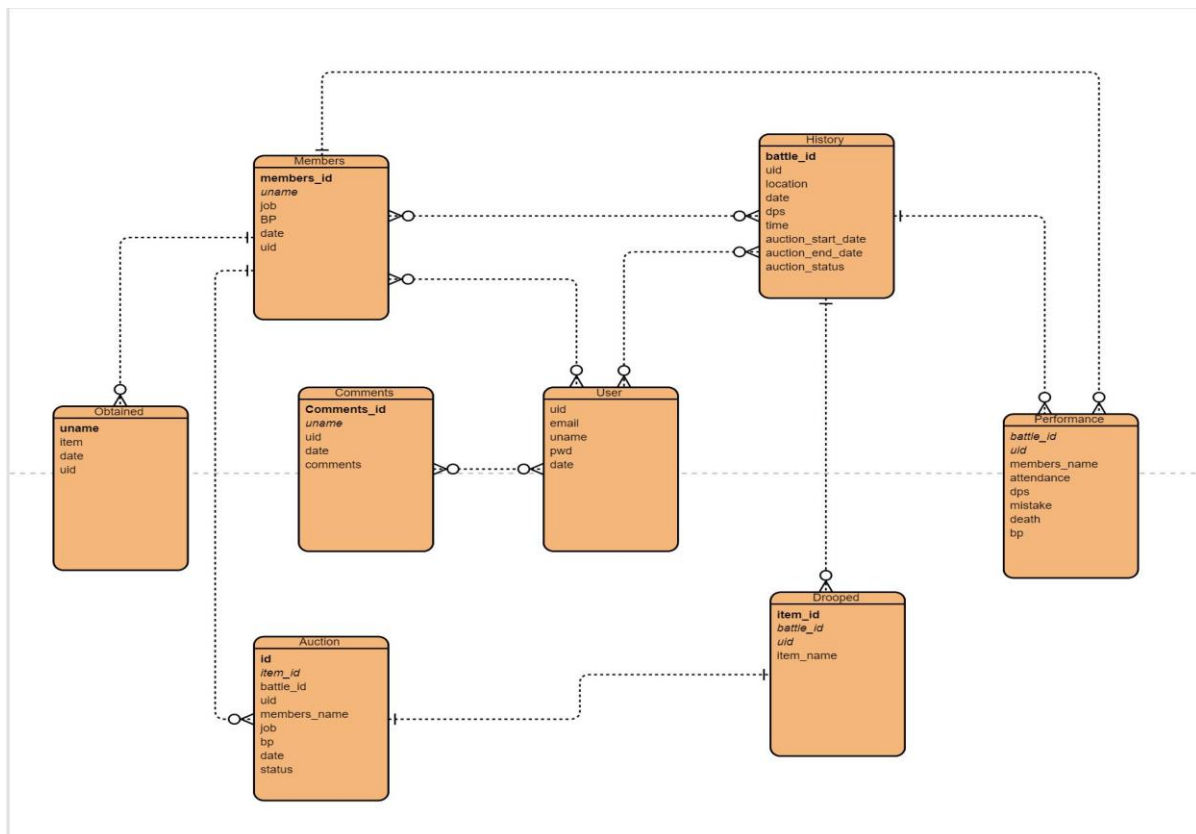 Members
members_id
uname
job
BP
date
uid
History
battle_id
uid
location
date
dps
time
auction_start_date
auction_end_date
auction_status
Obtained
uname
item
date
uid
Comments
Comments_id
uname
uid
date
comments
User
uid
email
uname
pwd
date
Performance
battle_id
uid
members_name
attendance
dps
mistake
death
bp
Auction
id
item_id
battle_id
uid
members_name
job
bp
date
status
Drooped
item_id
battle_id
uid
item_name